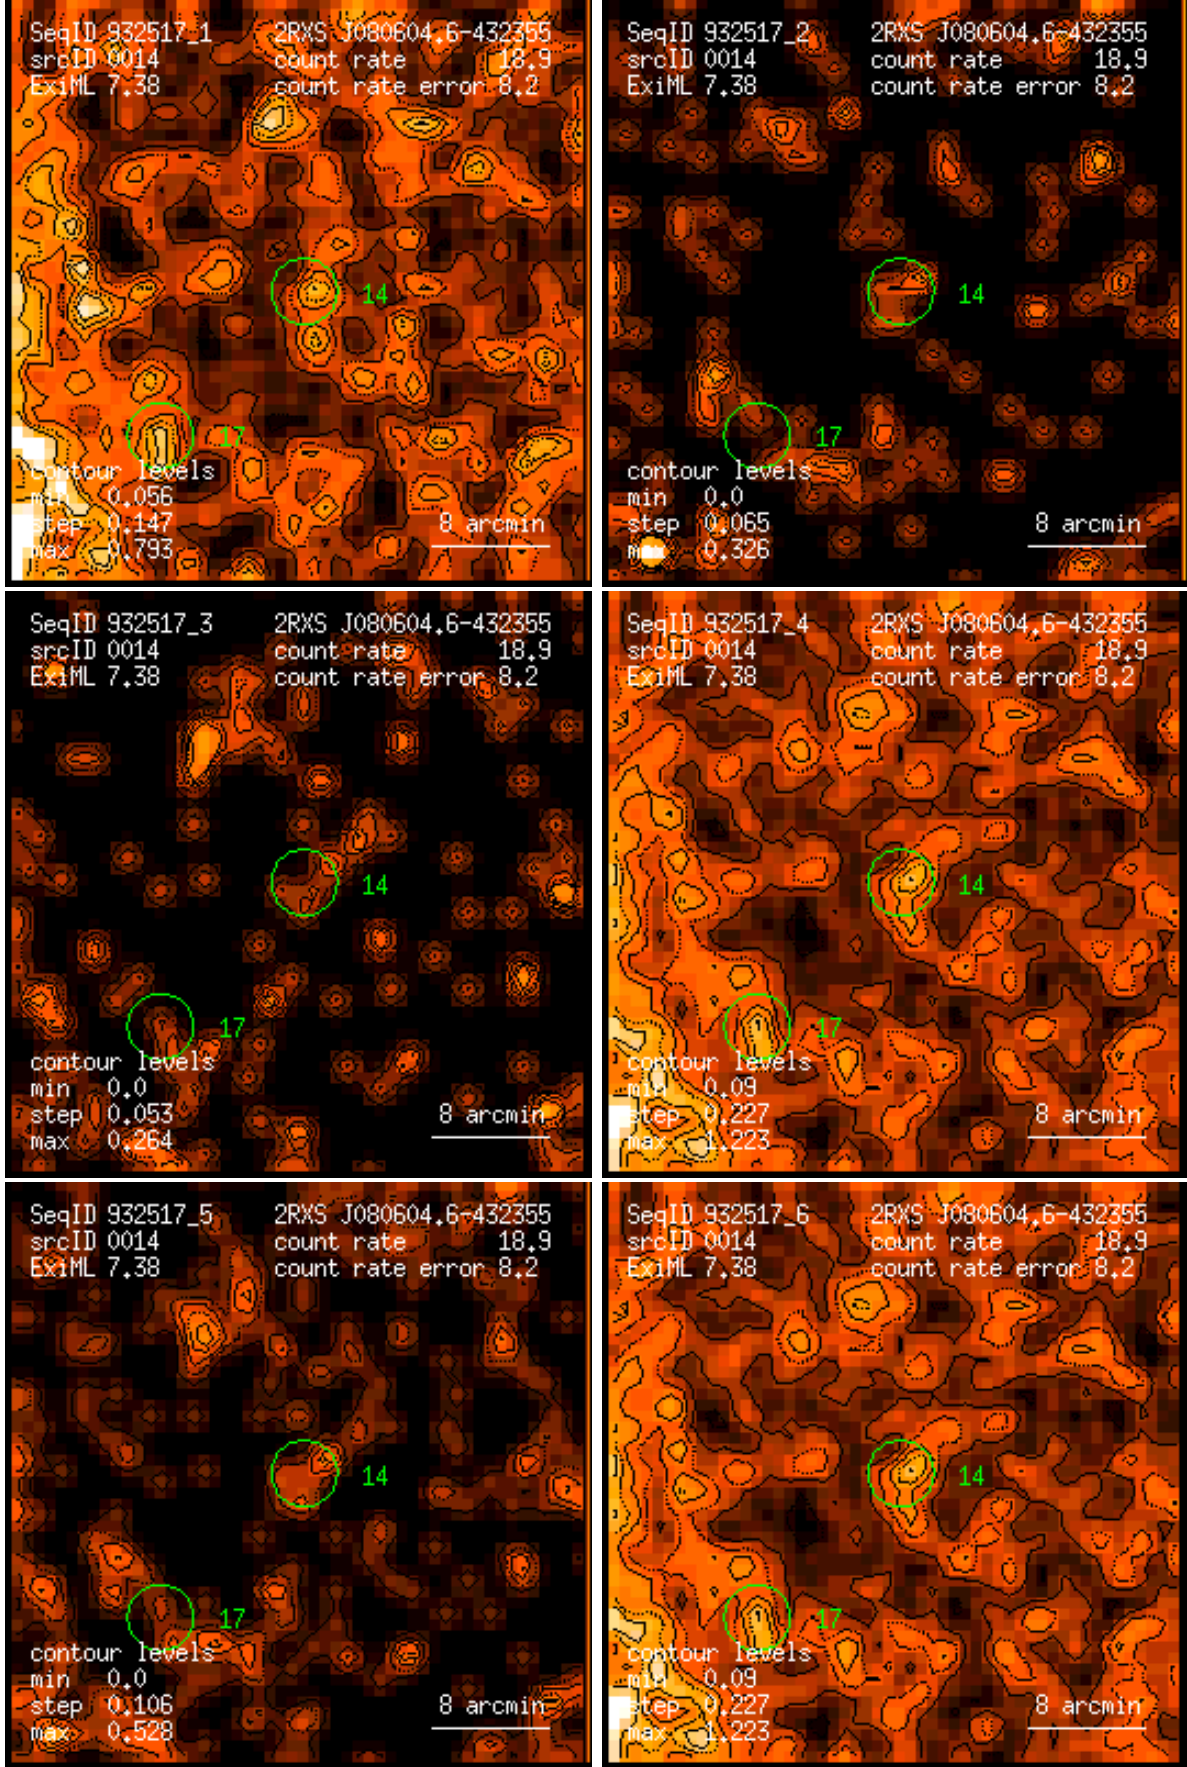 SeqID 932517_1 2RXS J080604.6-432355
srcID 0014 count rate 18.9
ExiML 7.38 count rate error 8.2
14
17
contour levels
min 0.056
step 0.147 8 arcmin
max 0.793
SeqID 932517_2 2RXS J080604.6-432355
srcID 0014 count rate 18.9
ExiML 7.38 count rate error 8.2
14
17
contour levels
min 0.0
step 0.065 8 arcmin
max 0.326
SeqID 932517_3 2RXS J080604.6-432355
srcID 0014 count rate 18.9
ExiML 7.38 count rate error 8.2
14
17
contour levels
min 0.0
step 0.053 8 arcmin
max 0.264
SeqID 932517_4 2RXS J080604.6-432355
srcID 0014 count rate 18.9
ExiML 7.38 count rate error 8.2
14
17
contour levels
min 0.09
step 0.227 8 arcmin
max 1.223
SeqID 932517_5 2RXS J080604.6-432355
srcID 0014 count rate 18.9
ExiML 7.38 count rate error 8.2
14
17
contour levels
min 0.0
step 0.106 8 arcmin
max 0.528
SeqID 932517_6 2RXS J080604.6-432355
srcID 0014 count rate 18.9
ExiML 7.38 count rate error 8.2
14
17
contour levels
min 0.09
step 0.227 8 arcmin
max 1.223